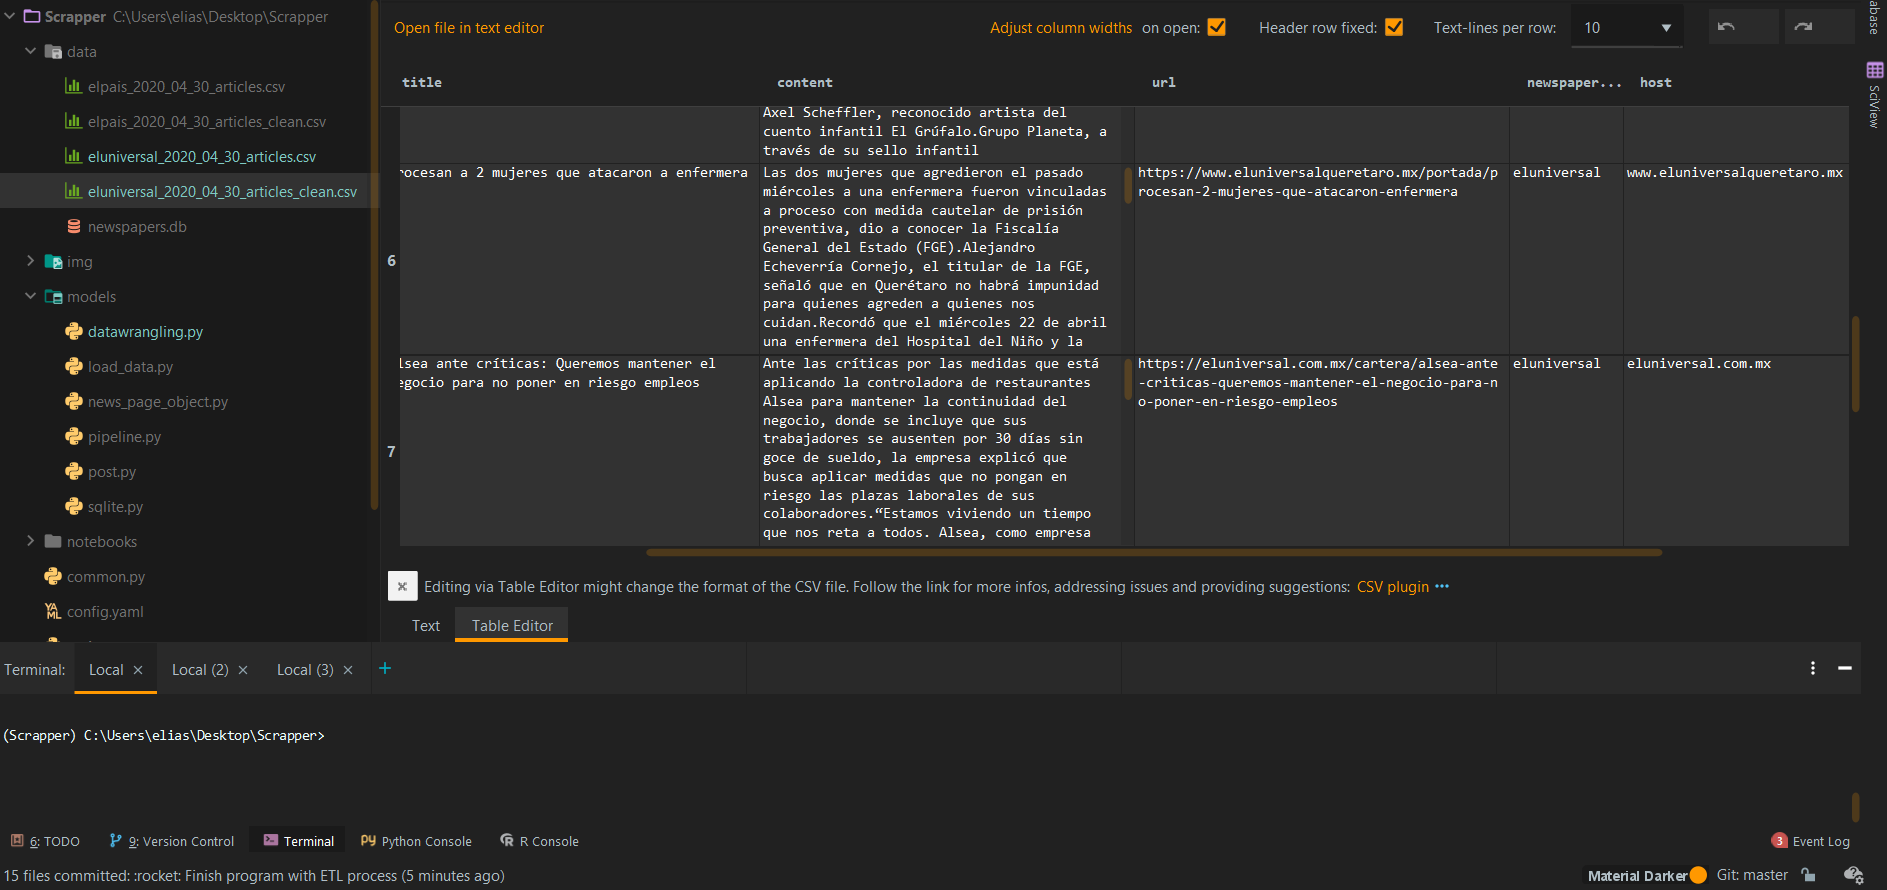 Scrapper C:\Users\elias\Desktop\Scrapper
data
elpais_2020_04_30_articles.csv
elpais_2020_04_30_articles_clean.csv
eluniversal_2020_04_30_articles.csv
eluniversal_2020_04_30_articles_clean.csv
newspapers.db
img
models
datawrangling.py
load_data.py
news_page_object.py
pipeline.py
post.py
sqlite.py
notebooks
common.py
config.yaml
Open file in text editor
Adjust column widths on open: Header row fixed: Text-lines per row: 10
title content url newspaper... host
Axel Scheffler, reconocido artista del
cuento infantil El Grúfalo.Grupo Planeta, a
través de su sello infantil
6
rocesan a 2 mujeres que atacaron a enfermera
Las dos mujeres que agredieron el pasado
miércoles a una enfermera fueron vinculadas
a proceso con medida cautelar de prisión
preventiva, dio a conocer la Fiscalía
General del Estado (FGE).Alejandro
Echeverría Cornejo, el titular de la FGE,
señaló que en Querétaro no habrá impunidad
para quienes agreden a quienes nos
cuidan.Recordó que el miércoles 22 de abril
una enfermera del Hospital del Niño y la
https://www.eluniversalqueretaro.mx/portada/p
rocesan-2-mujeres-que-atacaron-enfermera
eluniversal
www.eluniversalqueretaro.mx
7
lsea ante críticas: Queremos mantener el
egocio para no poner en riesgo empleos
Ante las críticas por las medidas que está
aplicando la controladora de restaurantes
Alsea para mantener la continuidad del
negocio, donde se incluye que sus
trabajadores se ausenten por 30 días sin
goce de sueldo, la empresa explicó que
busca aplicar medidas que no pongan en
riesgo las plazas laborales de sus
colaboradores.“Estamos viviendo un tiempo
que nos reta a todos. Alsea, como empresa
https://eluniversal.com.mx/cartera/alsea-ante
-criticas-queremos-mantener-el-negocio-para-n
o-poner-en-riesgo-empleos
eluniversal
eluniversal.com.mx
Editing via Table Editor might change the format of the CSV file. Follow the link for more infos, addressing issues and providing suggestions: CSV plugin
Text Table Editor
abase
SciView
Terminal: Local Local (2) Local (3)
(Scrapper) C:\Users\elias\Desktop\Scrapper>
6: TODO 9: Version Control Terminal Python Console R Console 3 Event Log
15 files committed: :rocket: Finish program with ETL process (5 minutes ago) Material Darker Git: master